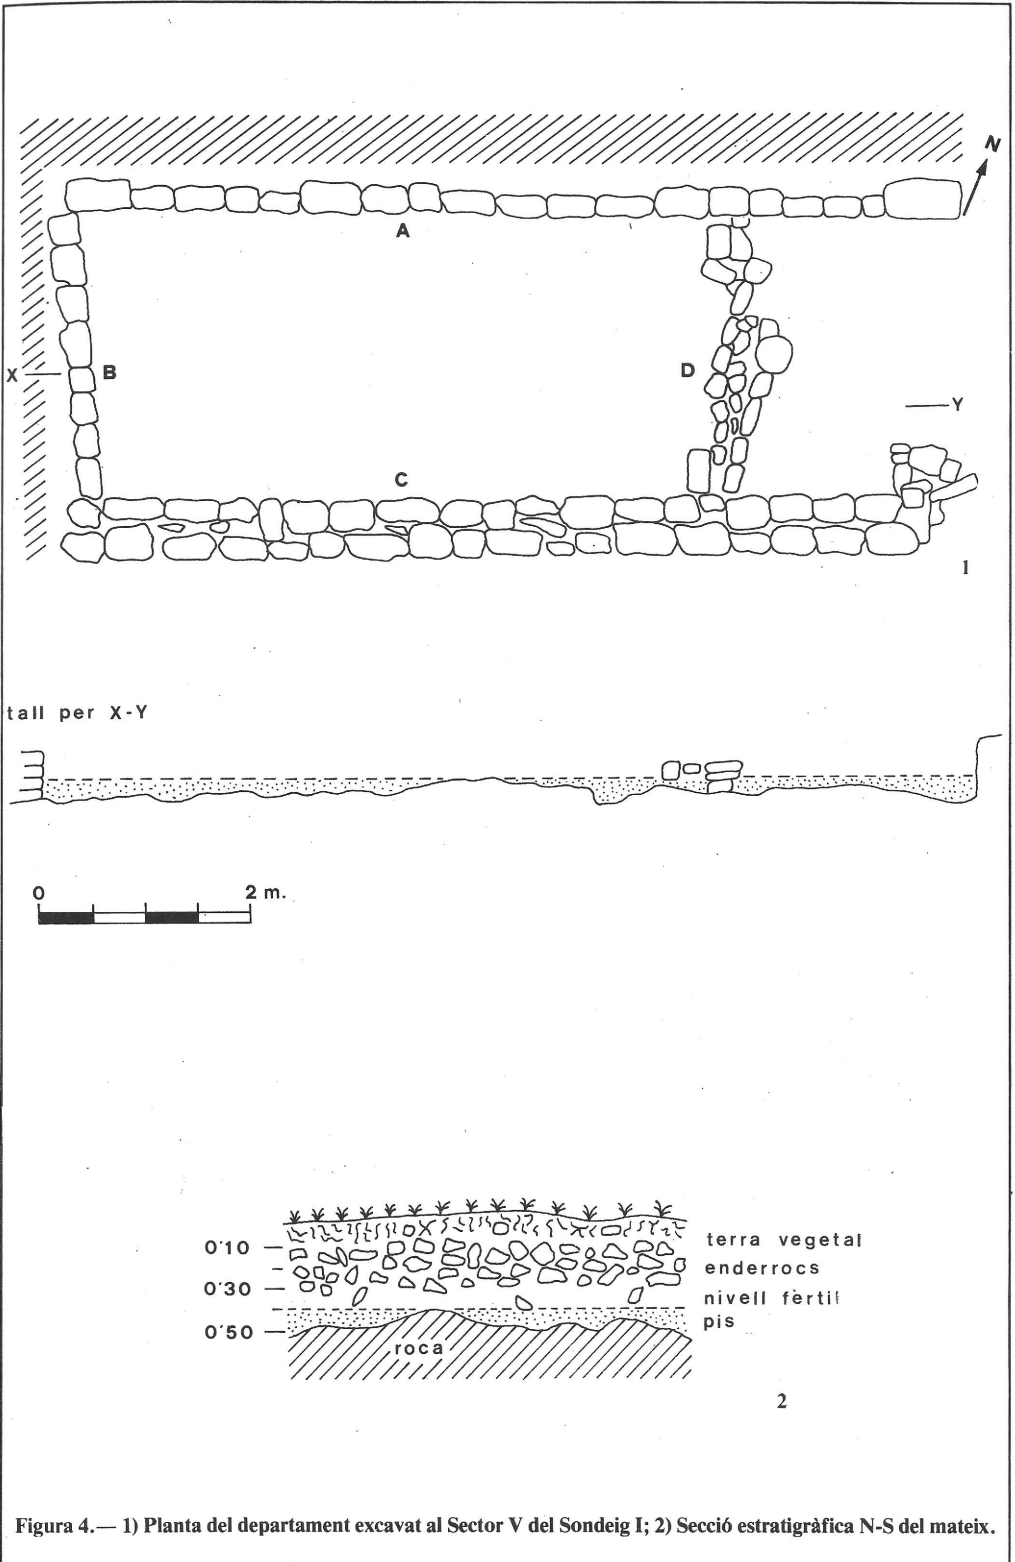 N
A
X
B
D
Y
C
1
tall per X-Y
0 2 m.
0'10
0'30
0'50
terra vegetal
enderrocs
nivell fèrtil
pis
roca
2
Figura 4.— 1) Planta del departament excavat al Sector V del Sondeig I; 2) Secció estratigràfica N-S del mateix.